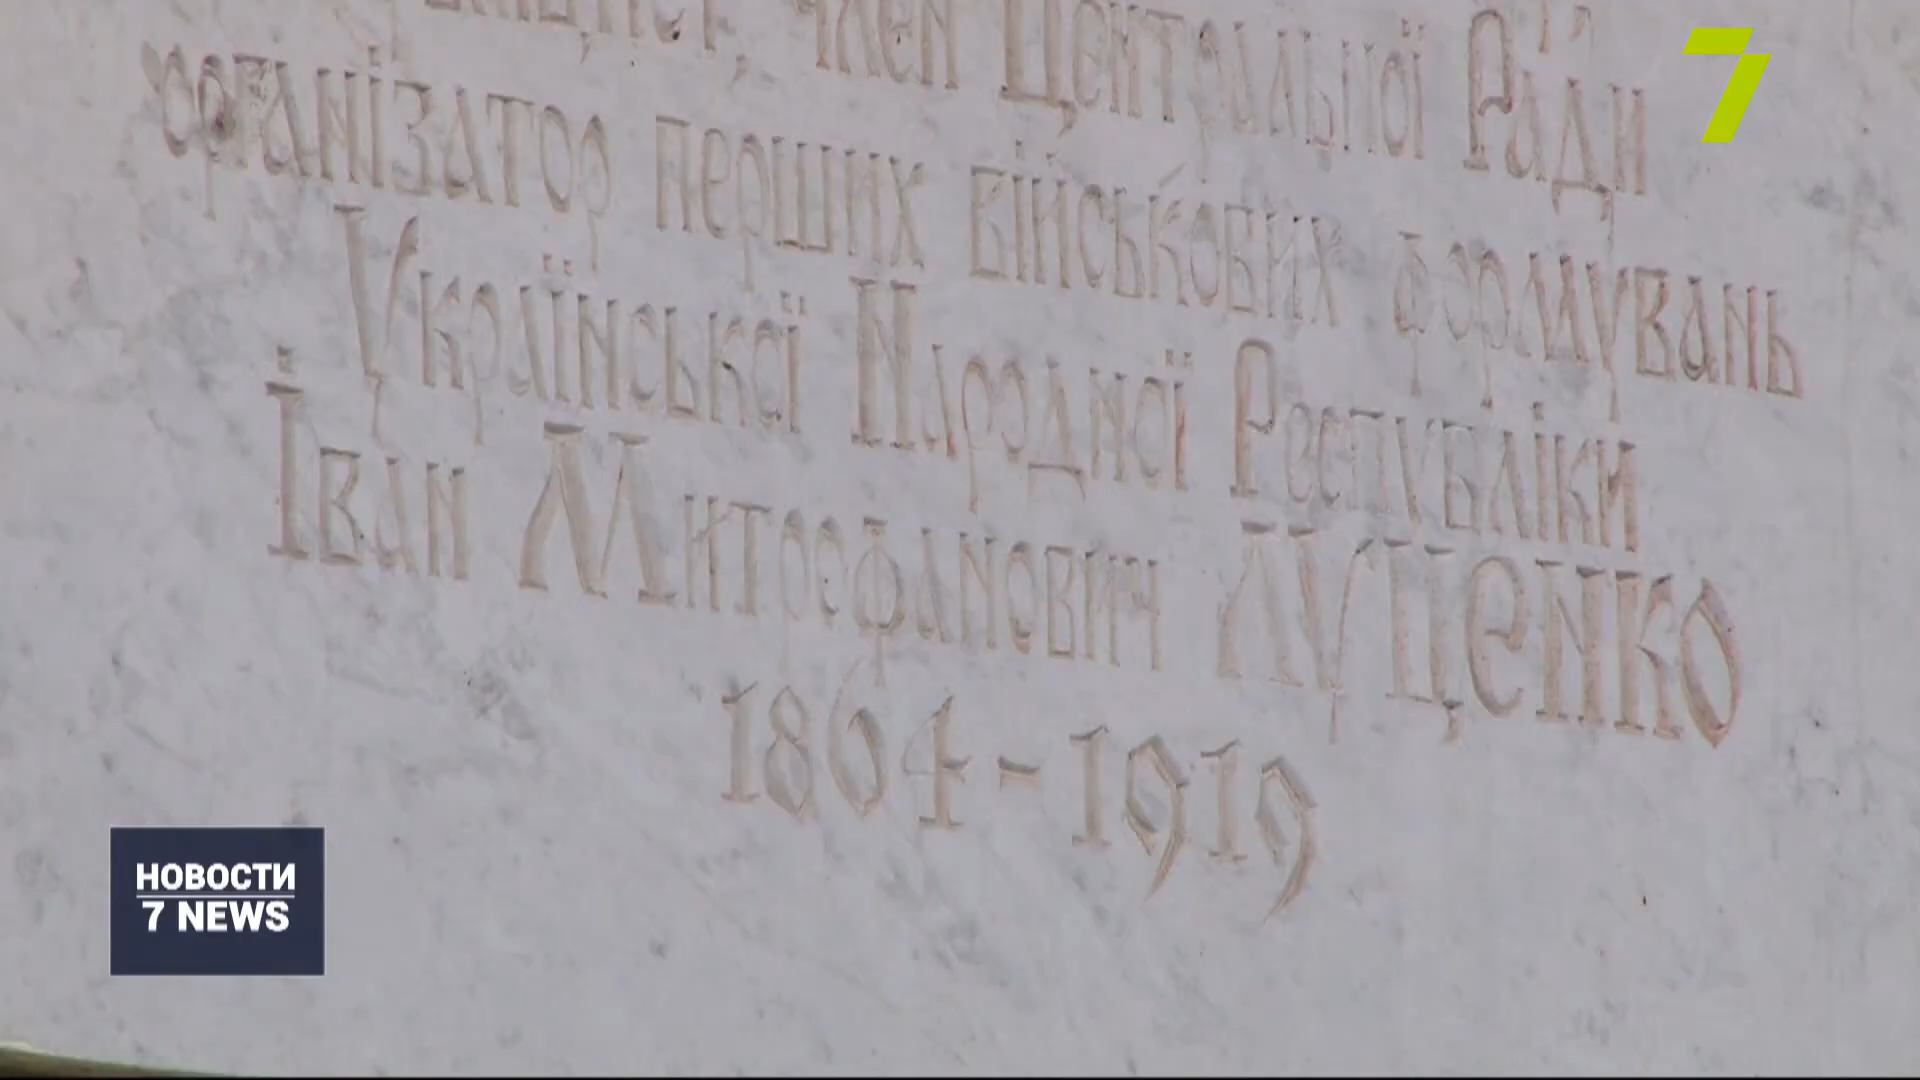 член Центральної Ради
організатор перших військових формувань
Української Народної Республіки
Іван Митрофанович Луценко
1864-1919
7
НОВОСТИ
7 NEWS